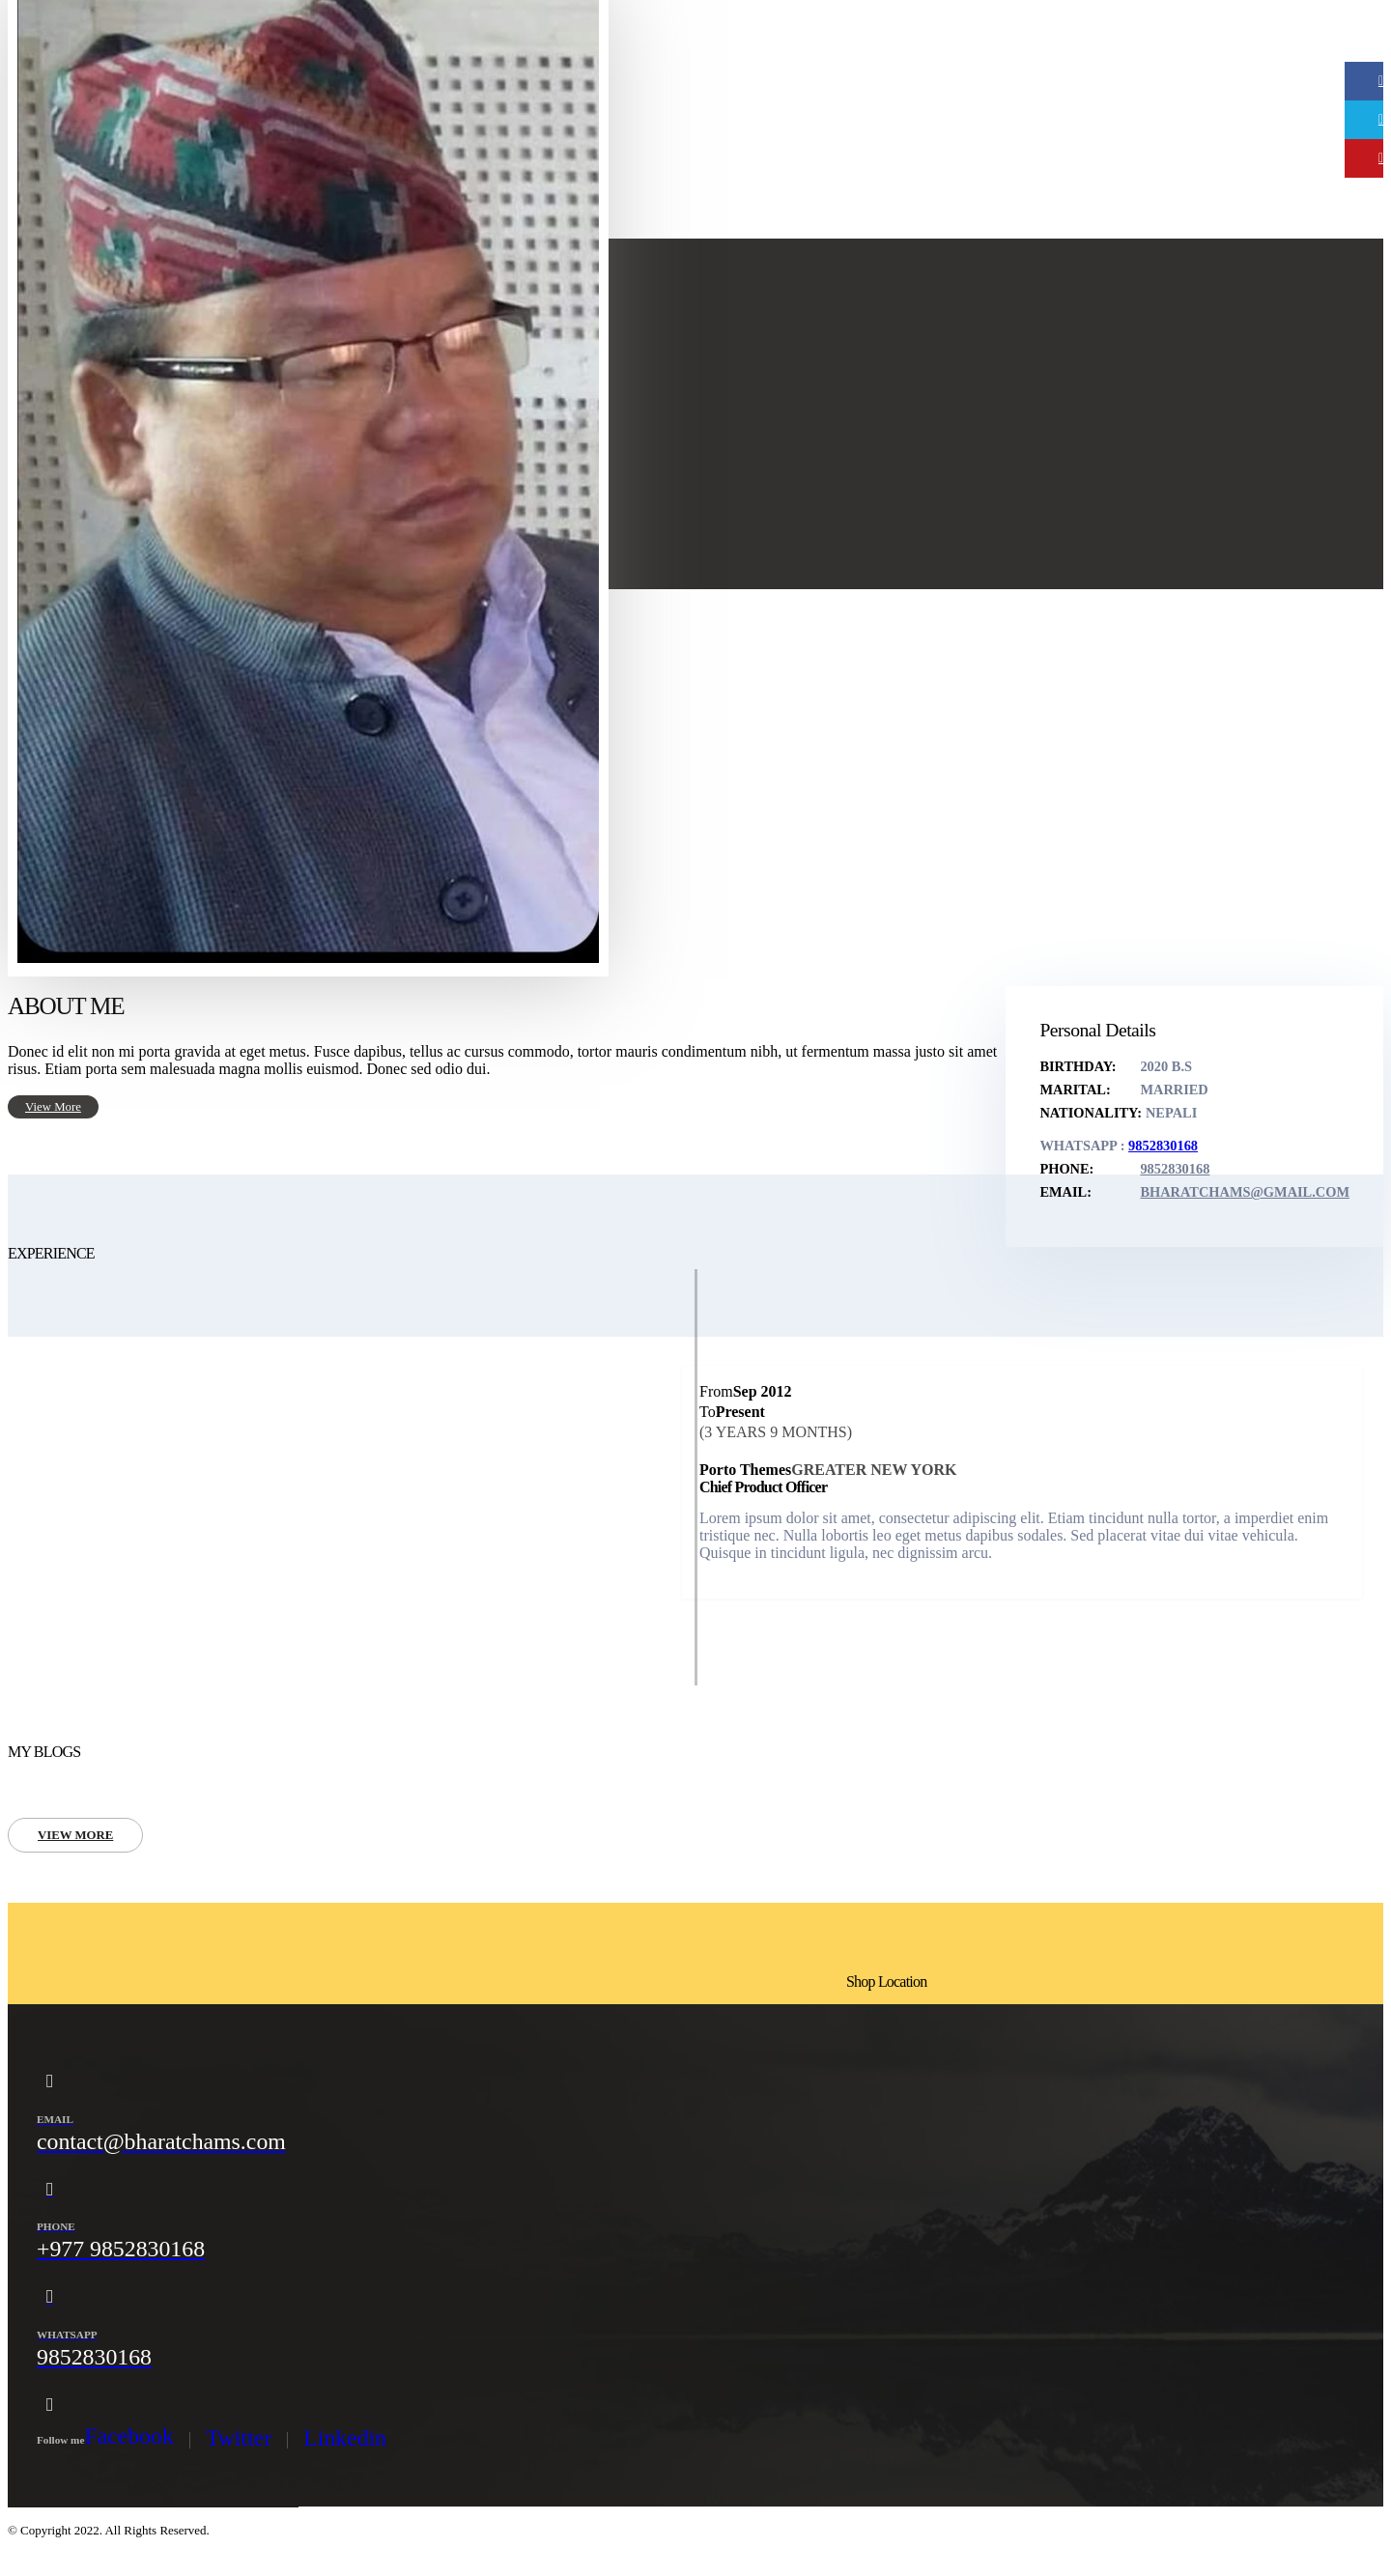 ABOUT ME
Donec id elit non mi porta gravida at eget metus. Fusce dapibus, tellus ac cursus commodo, tortor mauris condimentum nibh, ut fermentum massa justo sit amet
risus. Etiam porta sem malesuada magna mollis euismod. Donec sed odio dui.
View More
Personal Details
BIRTHDAY: 2020 B.S
MARITAL: MARRIED
NATIONALITY: NEPALI
WHATSAPP : 9852830168
PHONE: 9852830168
EMAIL: BHARATCHAMS@GMAIL.COM
EXPERIENCE
FromSep 2012
ToPresent
(3 YEARS 9 MONTHS)
Porto ThemesGREATER NEW YORK
Chief Product Officer
Lorem ipsum dolor sit amet, consectetur adipiscing elit. Etiam tincidunt nulla tortor, a imperdiet enim
tristique nec. Nulla lobortis leo eget metus dapibus sodales. Sed placerat vitae dui vitae vehicula.
Quisque in tincidunt ligula, nec dignissim arcu.
MY BLOGS
VIEW MORE
Shop Location
EMAIL
contact@bharatchams.com
PHONE
+977 9852830168
WHATSAPP
9852830168
Follow meFacebook | Twitter | Linkedin
© Copyright 2022. All Rights Reserved.